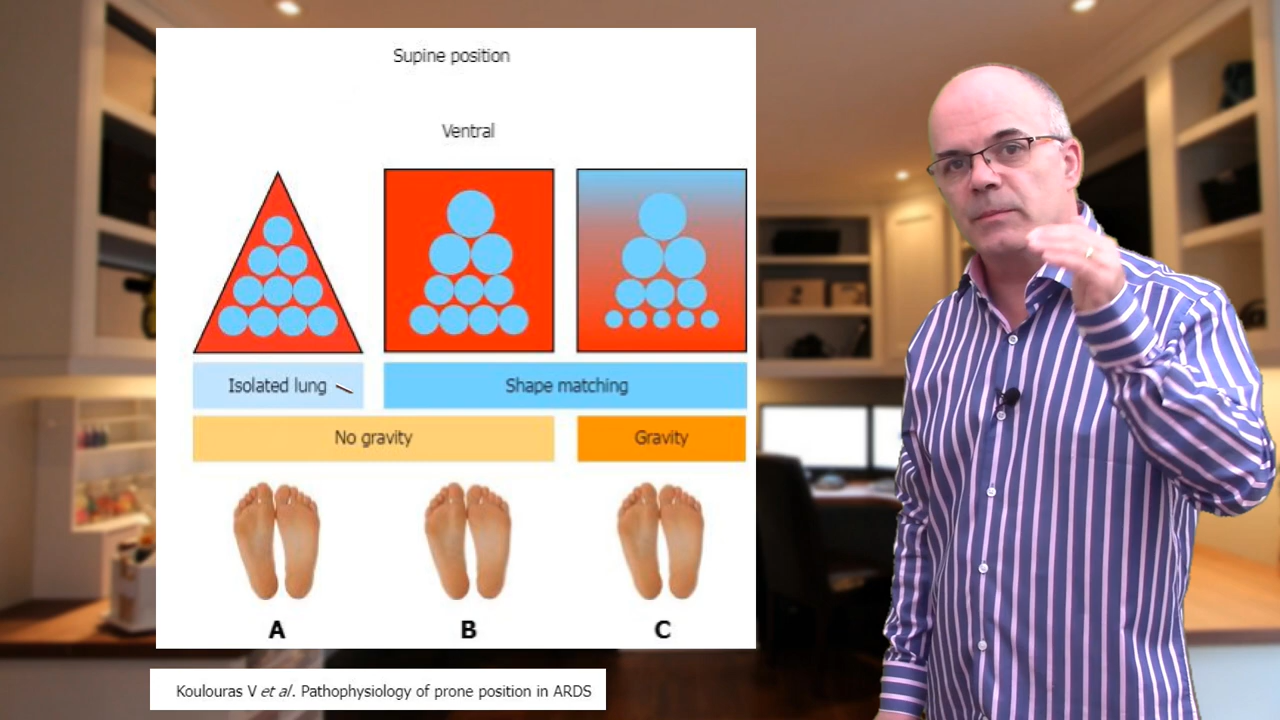 Supine position
Ventral
Isolated lung
Shape matching
No gravity
Gravity
A
B
C
Koulouras V et al. Pathophysiology of prone position in ARDS